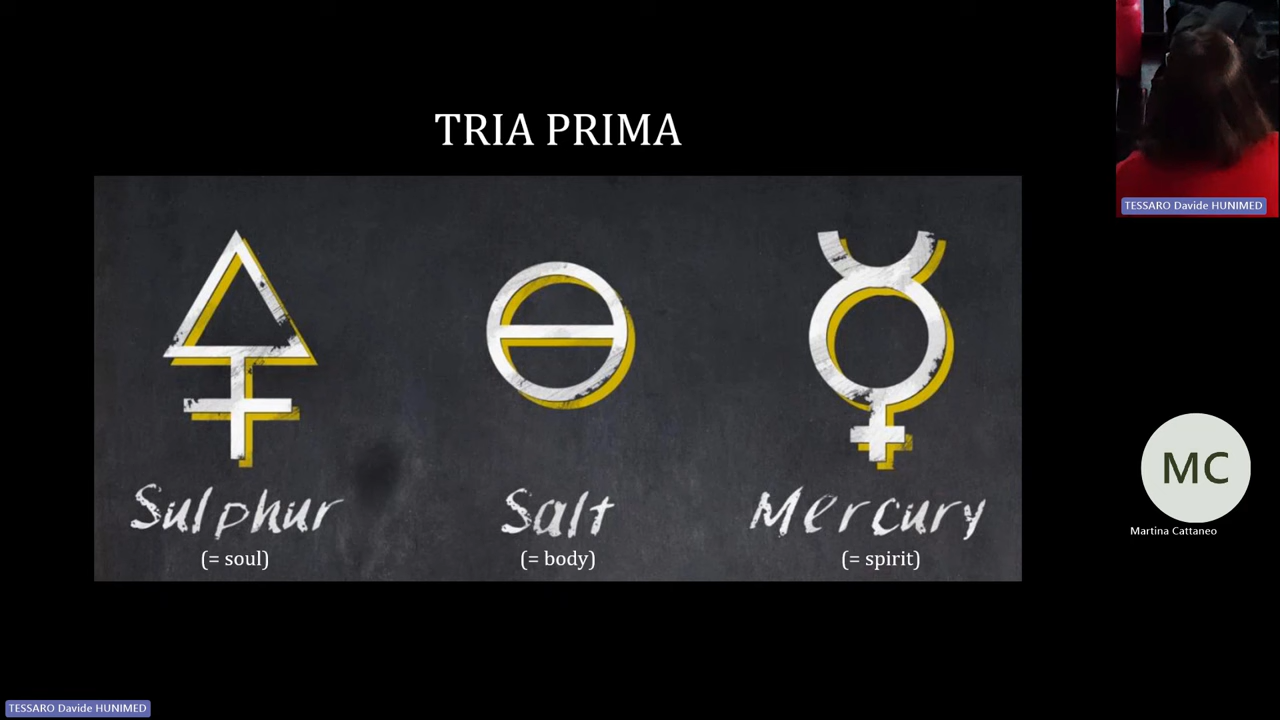 TRIA PRIMA
Sulphur
(= soul)
Salt
(= body)
Mercury
(= spirit)
TESSARO Davide HUNIMED
MC
Martina Cattaneo
TESSARO Davide HUNIMED